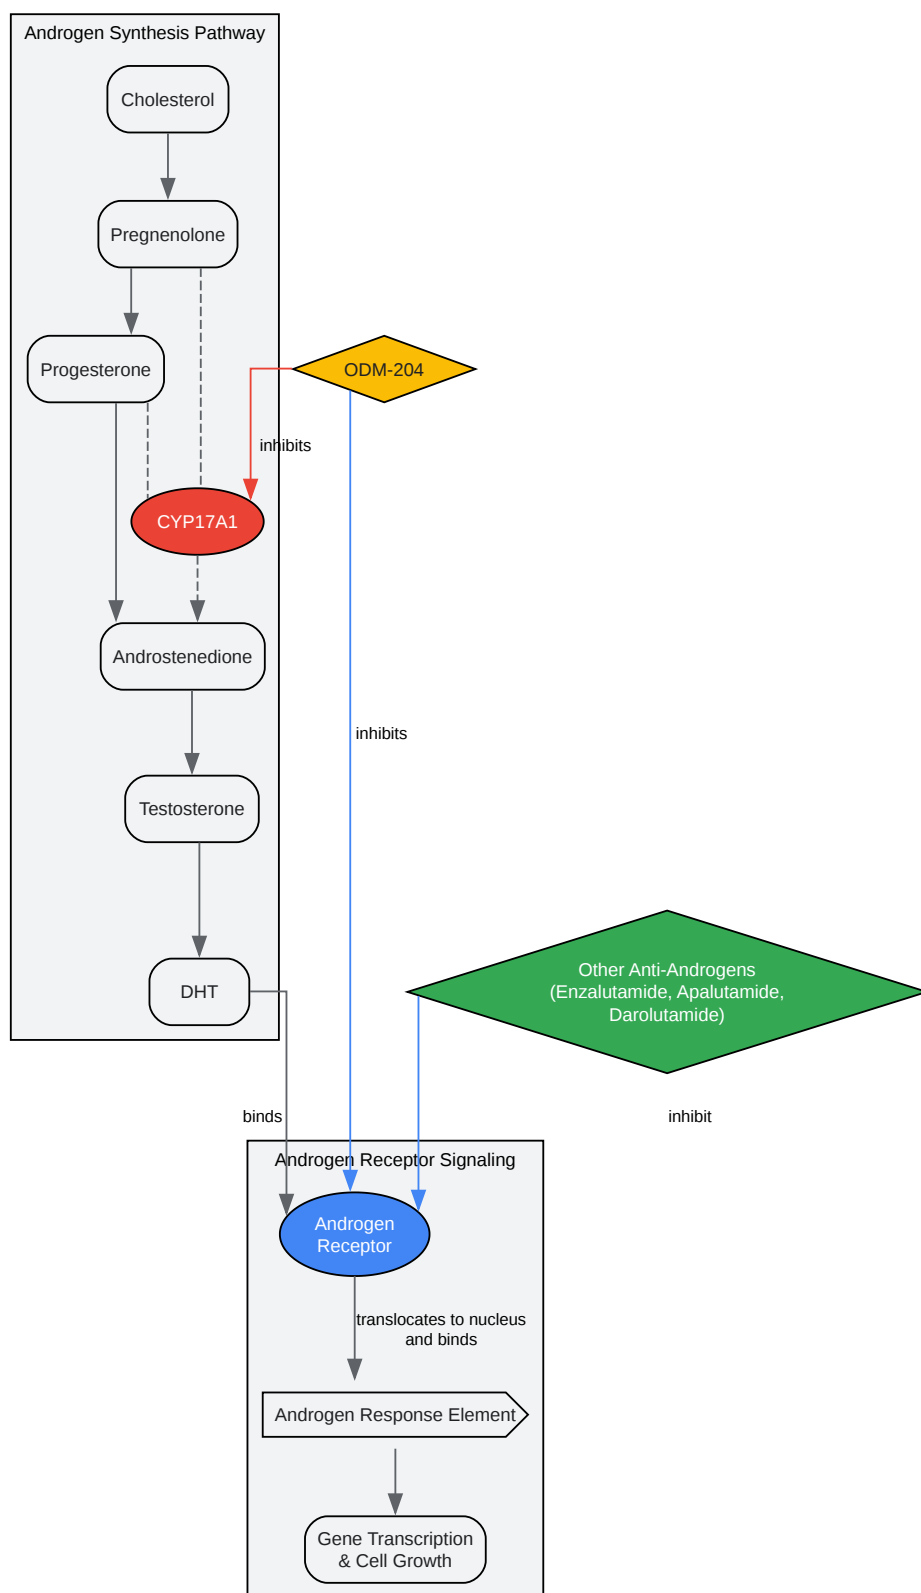 Androgen Synthesis Pathway
Cholesterol
Pregnenolone
Progesterone
ODM-204
inhibits
CYP17A1
Androstenedione
inhibits
Testosterone
Other Anti-Androgens
(Enzalutamide, Apalutamide,
Darolutamide)
DHT
binds
inhibit
Androgen Receptor Signaling
Androgen
Receptor
translocates to nucleus
and binds
Androgen Response Element
Gene Transcription
& Cell Growth